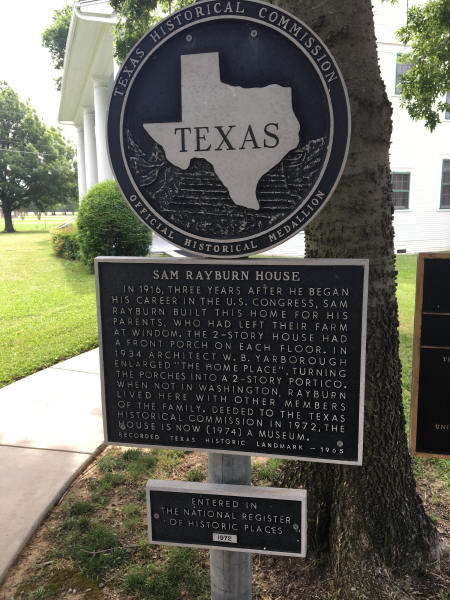 TEXAS HISTORICAL COMMISSION
TEXAS
OFFICIAL HISTORICAL MEDALLION
SAM RAYBURN HOUSE
IN 1916, THREE YEARS AFTER HE BEGAN
HIS CAREER IN THE U.S. CONGRESS, SAM
RAYBURN BUILT THIS HOME FOR HIS
PARENTS, WHO HAD LEFT THEIR FARM
AT WINDOM. THE 2-STORY HOUSE HAD
A FRONT PORCH ON EACH FLOOR. IN
1934 ARCHITECT W. B. YARBOROUGH
ENLARGED "THE HOME PLACE", TURNING
THE PORCHES INTO A 2-STORY PORTICO.
WHEN NOT IN WASHINGTON, RAYBURN
LIVED HERE WITH OTHER MEMBERS
OF THE FAMILY. DEEDED TO THE TEXAS
HISTORICAL COMMISSION IN 1972, THE
HOUSE IS NOW (1974) A MUSEUM.
RECORDED TEXAS HISTORIC LANDMARK - 1965
ENTERED IN
THE NATIONAL REGISTER
OF HISTORIC PLACES
1972